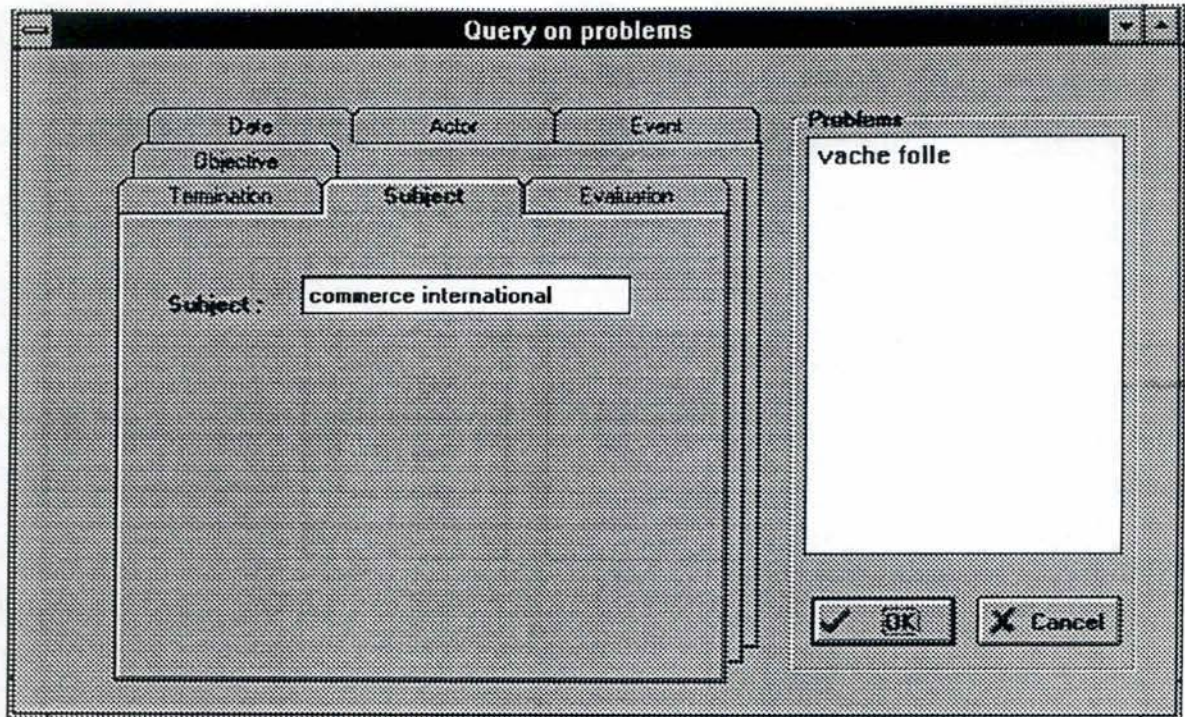 Query on problems
Date Actor Event
Objective
Termination Subject Evaluation
Subject : commerce international
Problems
vache folle
OK Cancel